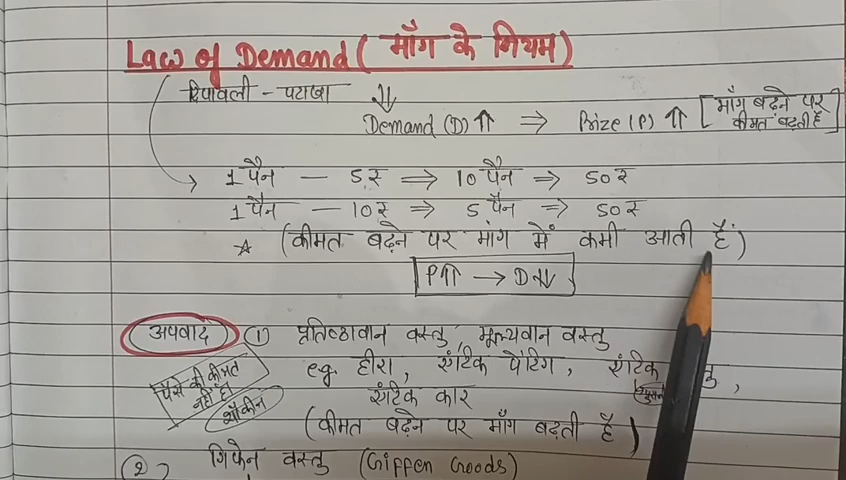 Law of Demand (माँग के नियम)
दिपावली - पटाखा ⇓
Demand (D) ⇑ ⇒ Prize (P) ⇑ [माँग बढ़ने पर
कीमत बढ़ती है]
1 पैन — 5 रु ⇒ 10 पैन ⇒ 50 रु
1 पैन — 10 रु ⇒ 5 पैन ⇒ 50 रु
☆ (कीमत बढ़ने पर मांग में कमी आती है)
P⇑ → D⇓
अपवाद (1) प्रतिष्ठावान वस्तु, मूल्यवान वस्तु
eg. हीरा, एंटिक पेंटिग, एंटिक
पैसे की कीमत
नहीं है।
शौकीन
एंटिक कार
(कीमत बढ़ने पर माँग बढ़ती है)
(2) गिफेन वस्तु (Giffen Goods)